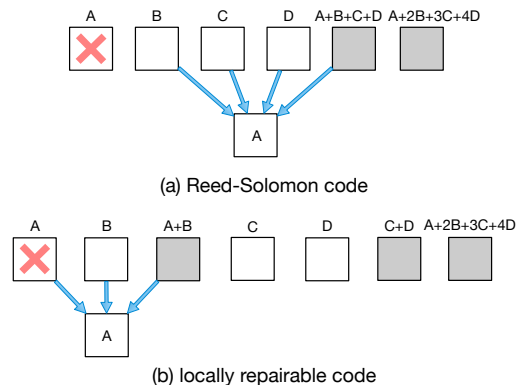 A B C D A+B+C+D A+2B+3C+4D
A
(a) Reed-Solomon code
A B A+B C D C+D A+2B+3C+4D
A
(b) locally repairable code